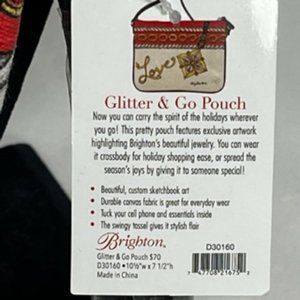 Love
Glitter & Go Pouch
Now you can carry the spirit of the holidays wherever
you go! This pretty pouch features exclusive artwork
highlighting Brighton's beautiful jewelry. You can wear
it crossbody for holiday shopping ease, or spread the
season's joys by giving it to someone special!
• Beautiful, custom sketchbook art
• Durable canvas fabric is great for everyday wear
• Tuck your cell phone and essentials inside
• The swingy tassel gives it stylish flair
Brighton
D30160
Glitter & Go Pouch $70
D30160 • 10½"w x 7 1/2"h
Made in China
7 47708 21675 2